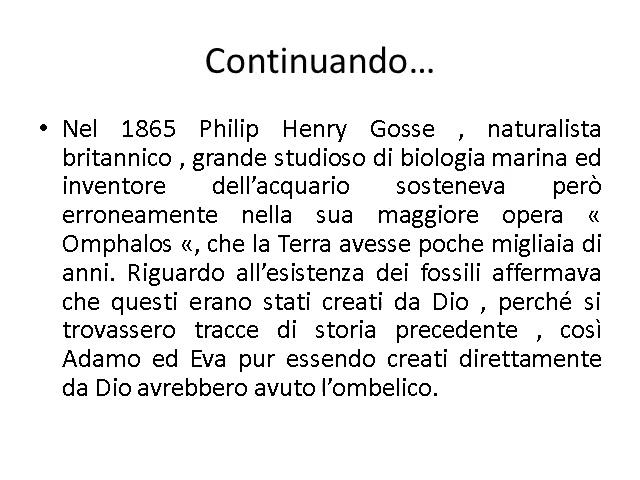 Continuando…
• Nel 1865 Philip Henry Gosse , naturalista
britannico , grande studioso di biologia marina ed
inventore dell’acquario sosteneva però
erroneamente nella sua maggiore opera «
Omphalos «, che la Terra avesse poche migliaia di
anni. Riguardo all’esistenza dei fossili affermava
che questi erano stati creati da Dio , perché si
trovassero tracce di storia precedente , così
Adamo ed Eva pur essendo creati direttamente
da Dio avrebbero avuto l’ombelico.